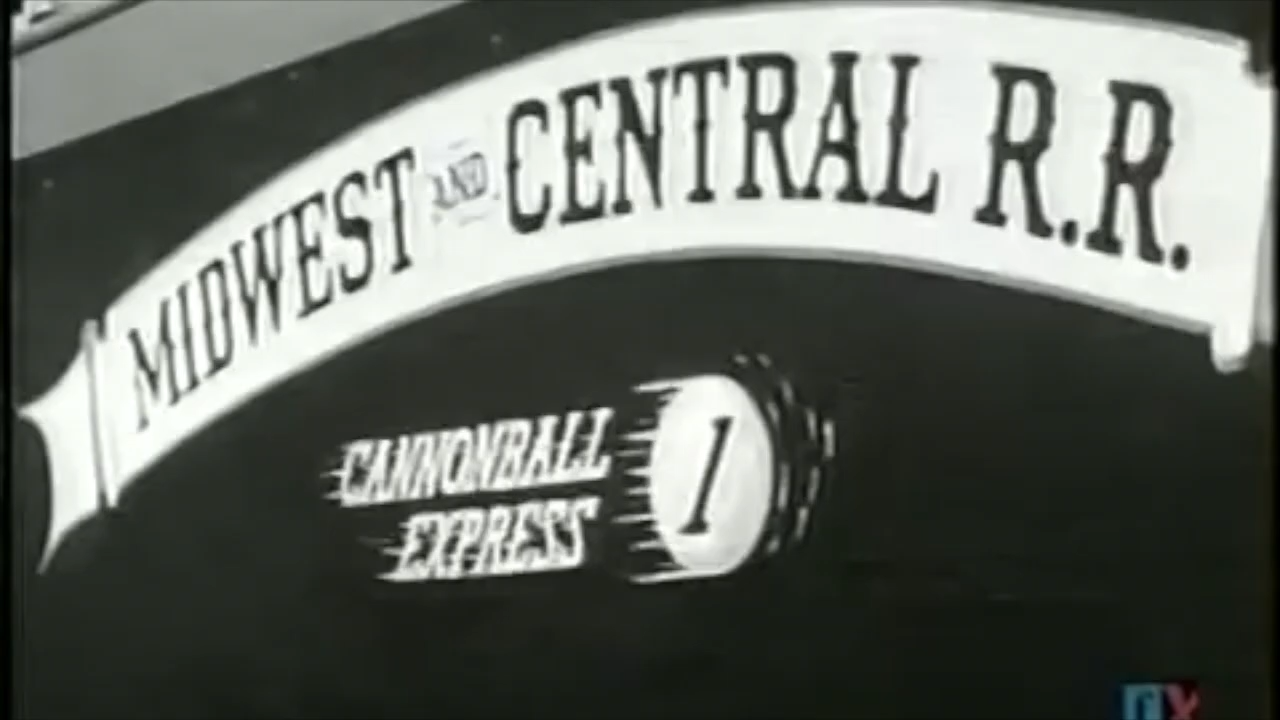 MIDWEST AND CENTRAL R.R.
CANNONBALL
EXPRESS
1